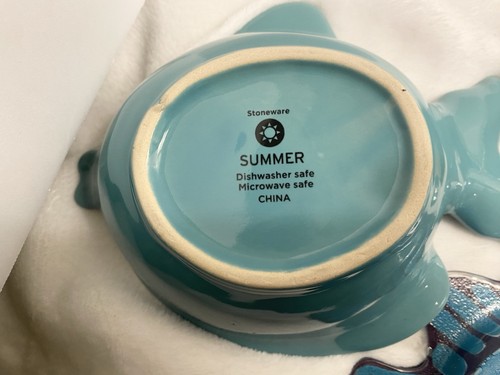 Stoneware
SUMMER
Dishwasher safe
Microwave safe
CHINA